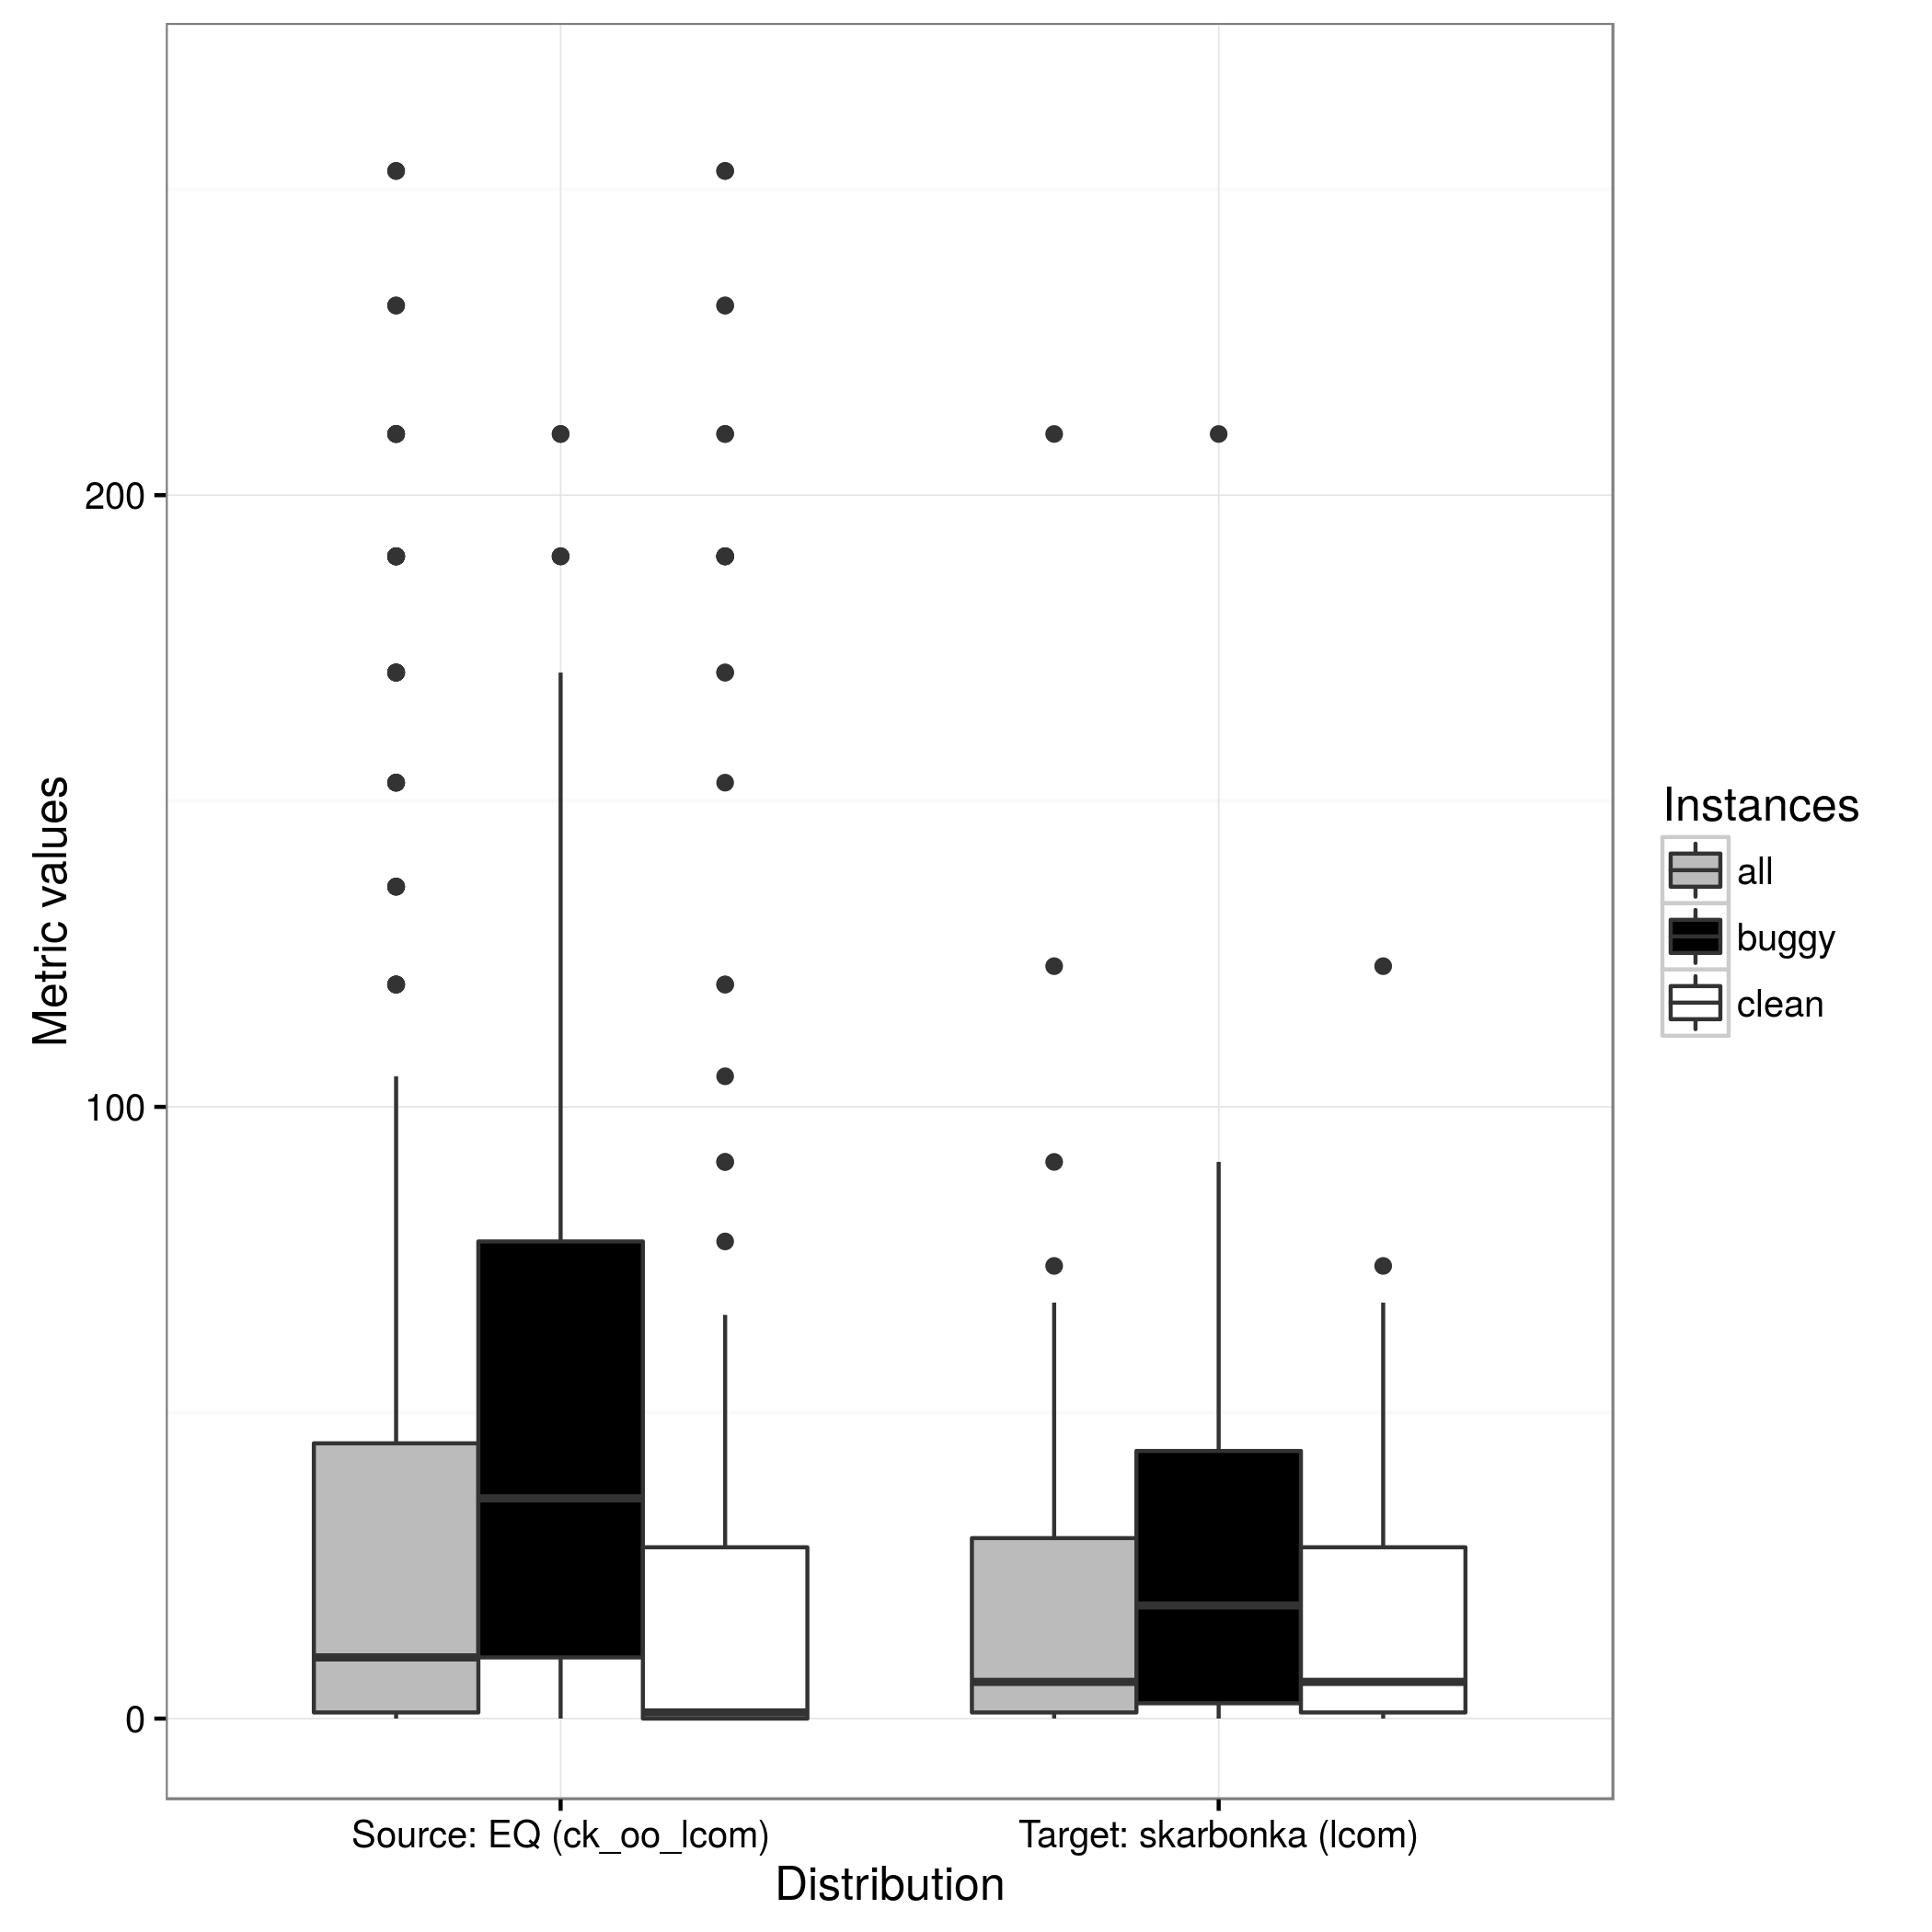 Metric values
200
100
0
Source: EQ (ck_oo_lcom)
Target: skarbonka (lcom)
Distribution
Instances
all
buggy
clean